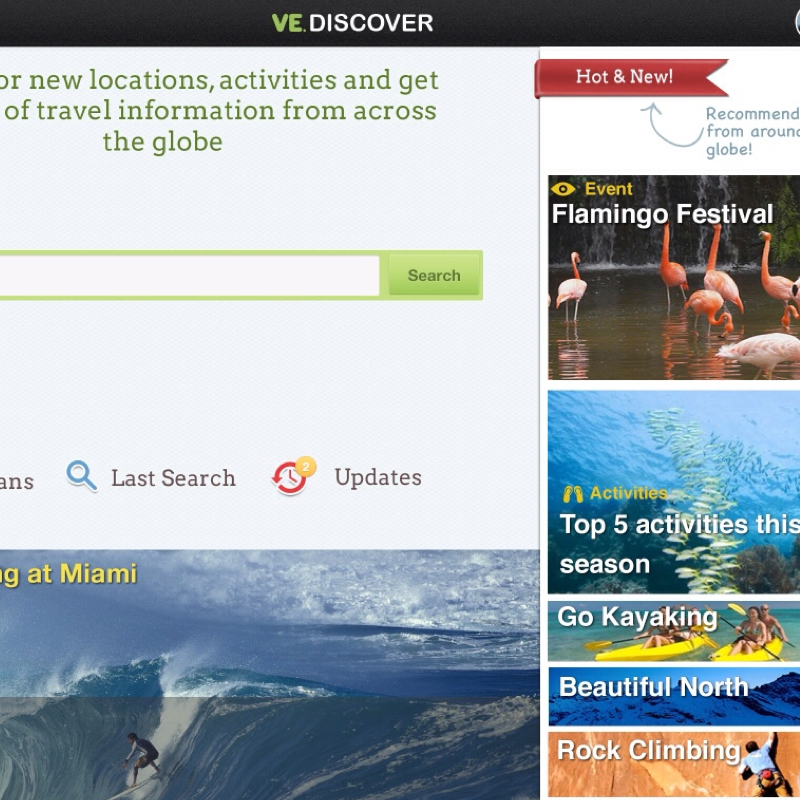 VE.DISCOVER
or new locations, activities and get
of travel information from across
the globe
Search
ans
Last Search
2
Updates
ng at Miami
Hot & New!
Recommend
from around
globe!
Event
Flamingo Festival
Activities
Top 5 activities this
season
Go Kayaking
Beautiful North
Rock Climbing